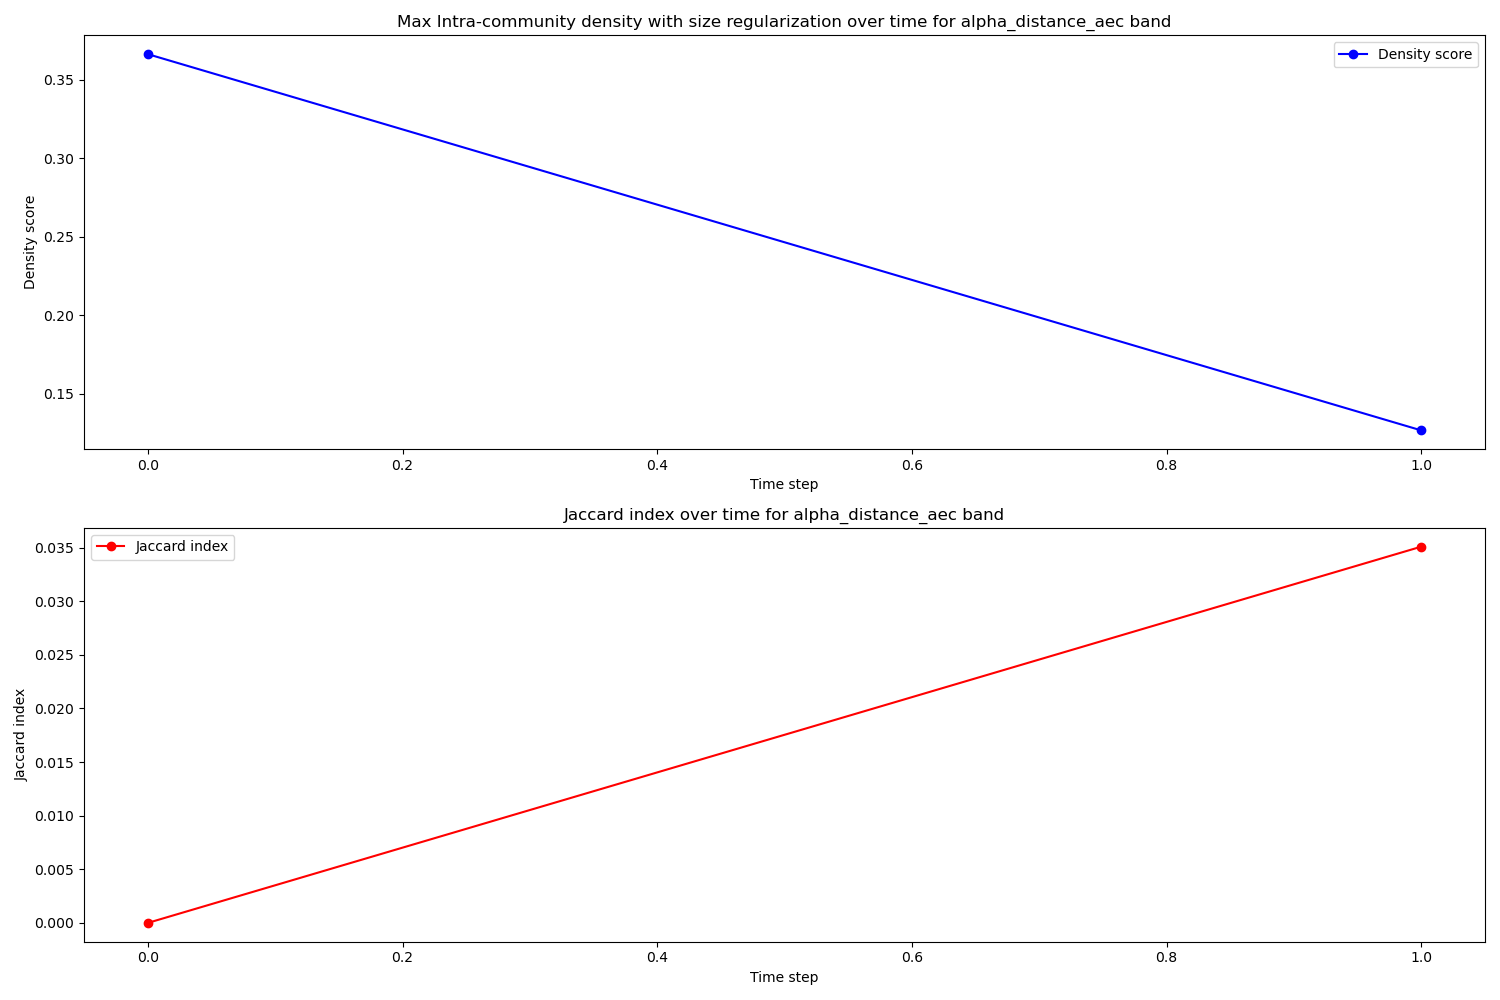 Max Intra-community density with size regularization over time for alpha_distance_aec band
Density score
0.35
0.30
0.25
0.20
0.15
Density score
0.0 0.2 0.4 0.6 0.8 1.0
Time step
Jaccard index over time for alpha_distance_aec band
Jaccard index
0.035
0.030
0.025
0.020
0.015
0.010
0.005
0.000
Jaccard index
0.0 0.2 0.4 0.6 0.8 1.0
Time step